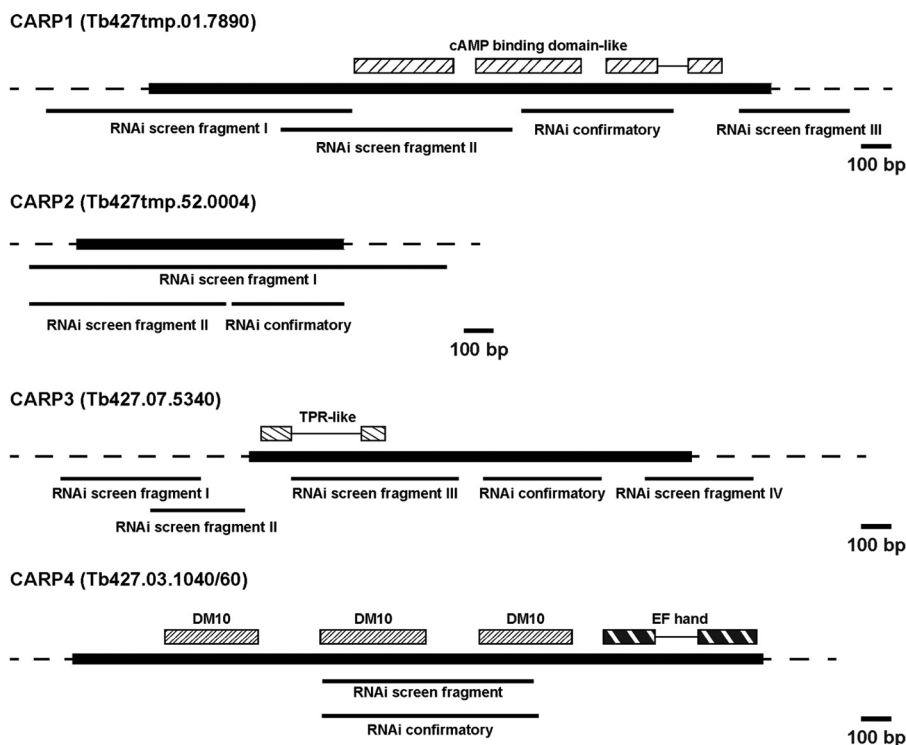 CARP1 (Tb427tmp.01.7890)
cAMP binding domain-like
RNAi screen fragment I
RNAi confirmatory
RNAi screen fragment III
RNAi screen fragment II
100 bp
CARP2 (Tb427tmp.52.0004)
RNAi screen fragment I
RNAi screen fragment II
RNAi confirmatory
100 bp
CARP3 (Tb427.07.5340)
TPR-like
RNAi screen fragment I
RNAi screen fragment III
RNAi confirmatory
RNAi screen fragment IV
RNAi screen fragment II
100 bp
CARP4 (Tb427.03.1040/60)
DM10
DM10
DM10
EF hand
RNAi screen fragment
RNAi confirmatory
100 bp